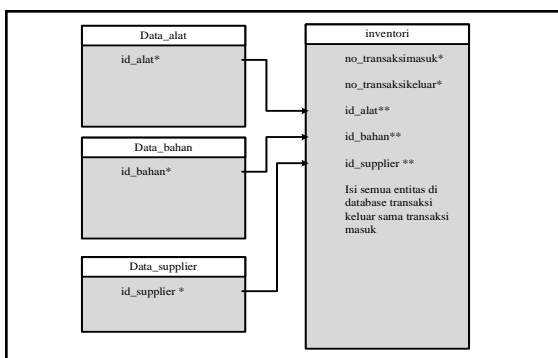 Data_alat
id_alat*
Data_bahan
id_bahan*
Data_supplier
id_supplier *
inventori
no_transaksimasuk*
no_transaksikeluar*
id_alat**
id_bahan**
id_supplier **
Isi semua entitas di
database transaksi
keluar sama transaksi
masuk